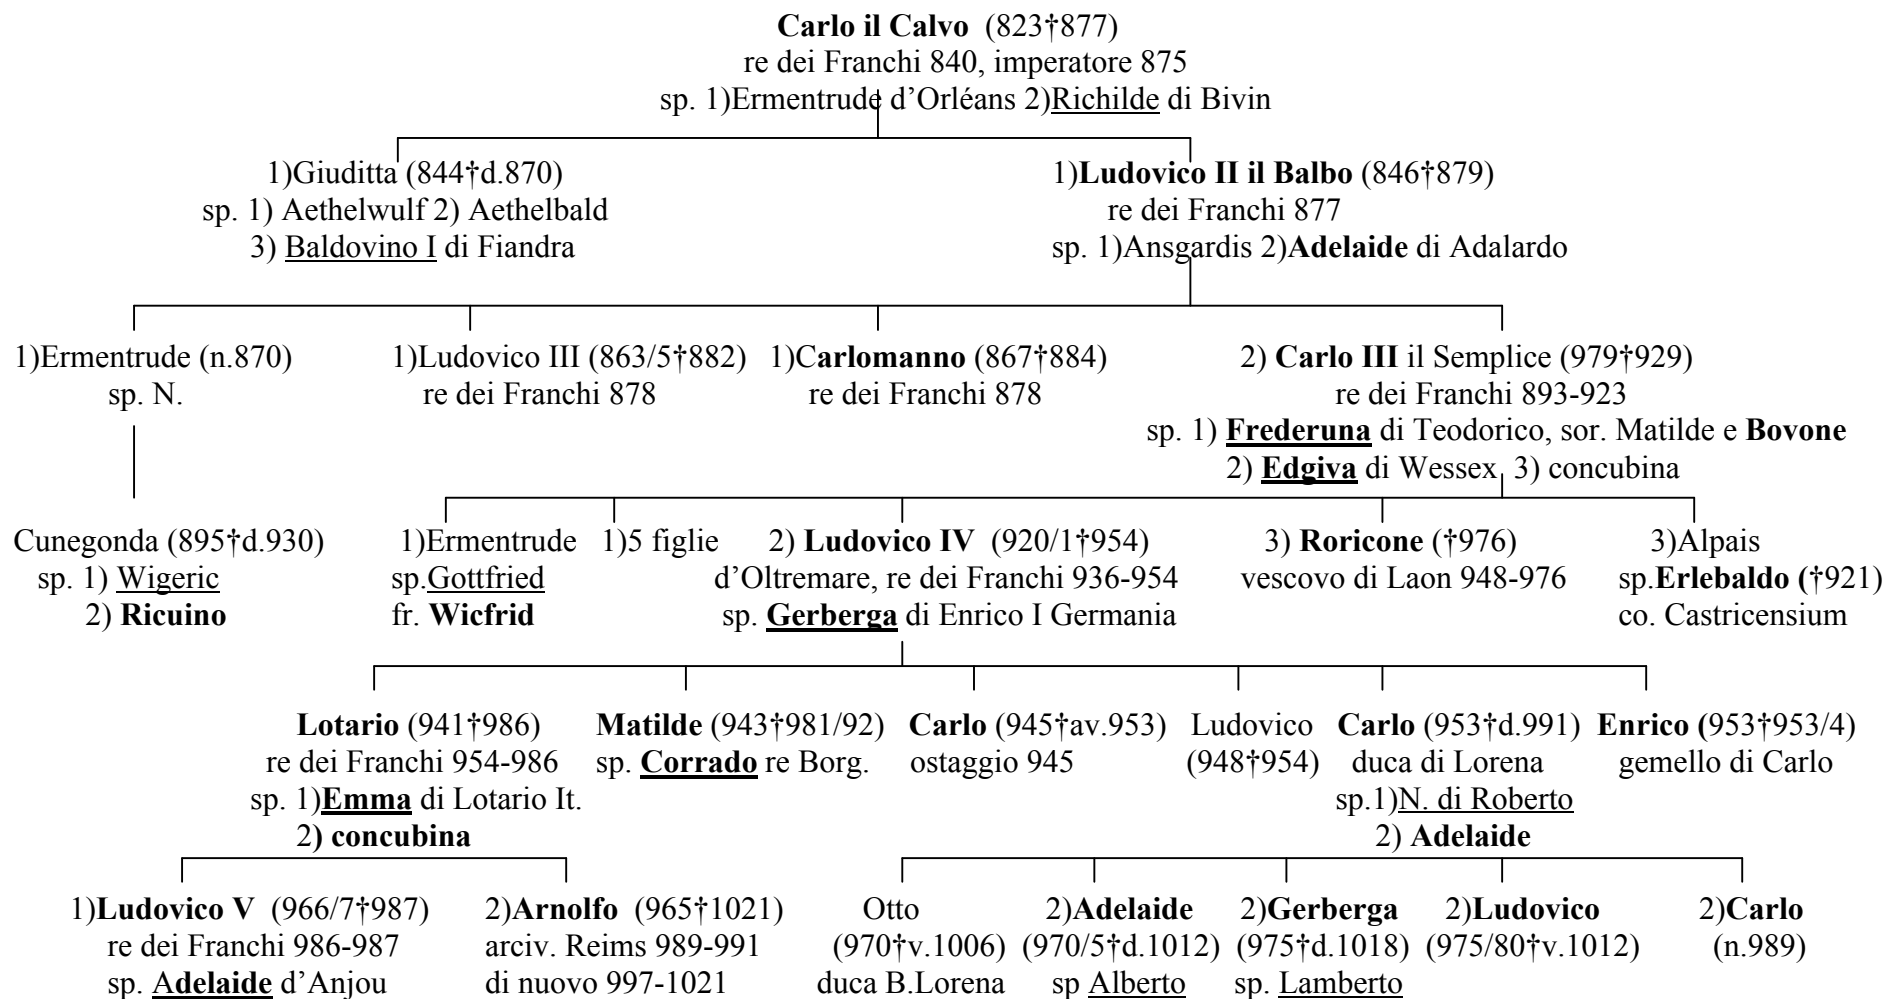 Carlo il Calvo (823†877)
re dei Franchi 840, imperatore 875
sp. 1)Ermentrude d'Orléans 2)Richilde di Bivin
1)Giuditta (844†d.870)
sp. 1) Aethelwulf 2) Aethelbald
3) Baldovino I di Fiandra
1)Ludovico II il Balbo (846†879)
re dei Franchi 877
sp. 1)Ansgardis 2)Adelaide di Adalardo
1)Ermentrude (n.870)
sp. N.
1)Ludovico III (863/5†882)
re dei Franchi 878
1)Carlomanno (867†884)
re dei Franchi 878
2) Carlo III il Semplice (979†929)
re dei Franchi 893-923
sp. 1) Frederuna di Teodorico, sor. Matilde e Bovone
2) Edgiva di Wessex 3) concubina
Cunegonda (895†d.930)
sp. 1) Wigeric
2) Ricuino
1)Ermentrude
sp.Gottfried
fr. Wicfrid
1)5 figlie
2) Ludovico IV (920/1†954)
d'Oltremare, re dei Franchi 936-954
sp. Gerberga di Enrico I Germania
3) Roricone (†976)
vescovo di Laon 948-976
3)Alpais
sp.Erlebaldo (†921)
co. Castricensium
Lotario (941†986)
re dei Franchi 954-986
sp. 1)Emma di Lotario It.
2) concubina
Matilde (943†981/92)
sp. Corrado re Borg.
Carlo (945†av.953)
ostaggio 945
Ludovico
(948†954)
Carlo (953†d.991)
duca di Lorena
sp.1)N. di Roberto
2) Adelaide
Enrico (953†953/4)
gemello di Carlo
1)Ludovico V (966/7†987)
re dei Franchi 986-987
sp. Adelaide d'Anjou
2)Arnolfo (965†1021)
arciv. Reims 989-991
di nuovo 997-1021
Otto
(970†v.1006)
duca B.Lorena
2)Adelaide
(970/5†d.1012)
sp Alberto
2)Gerberga
(975†d.1018)
sp. Lamberto
2)Ludovico
(975/80†v.1012)
2)Carlo
(n.989)